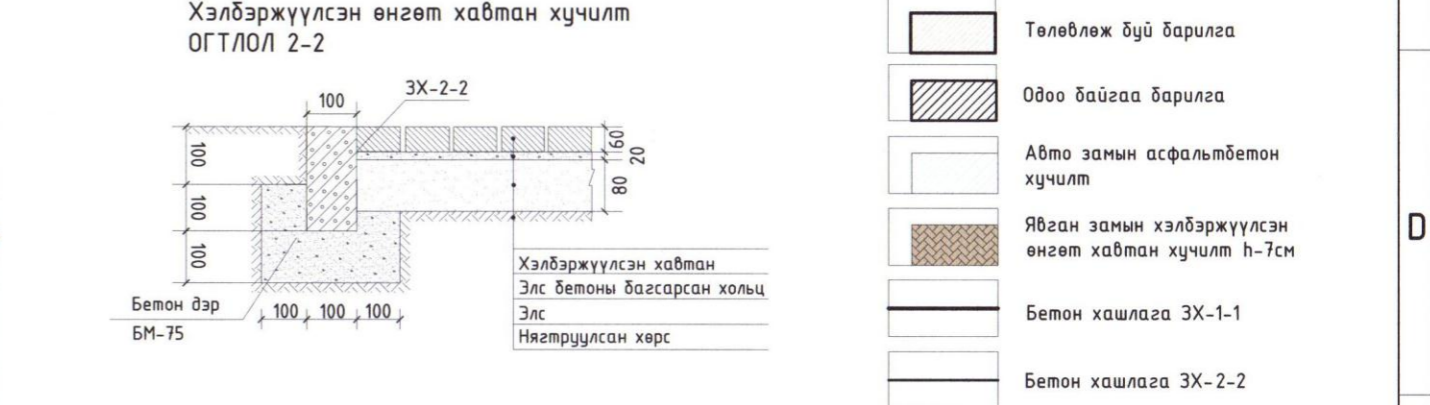 Хэлбэржүүлсэн өнгөт хавтан хучилт
ОГТЛОЛ 2-2
ЗХ-2-2
100
60
20
80
100
100
100
Бетон дэр
БМ-75
100 100 100
Хэлбэржүүлсэн хавтан
Элс бетоны багсарсан хольц
Элс
Нягтруулсан хөрс
Төлөвлөж буй барилга
Одоо байгаа барилга
Авто замын асфальтбетон
хучилт
Явган замын хэлбэржүүлсэн
өнгөт хавтан хучилт h-7см
Бетон хашлага ЗХ-1-1
Бетон хашлага ЗХ-2-2
D